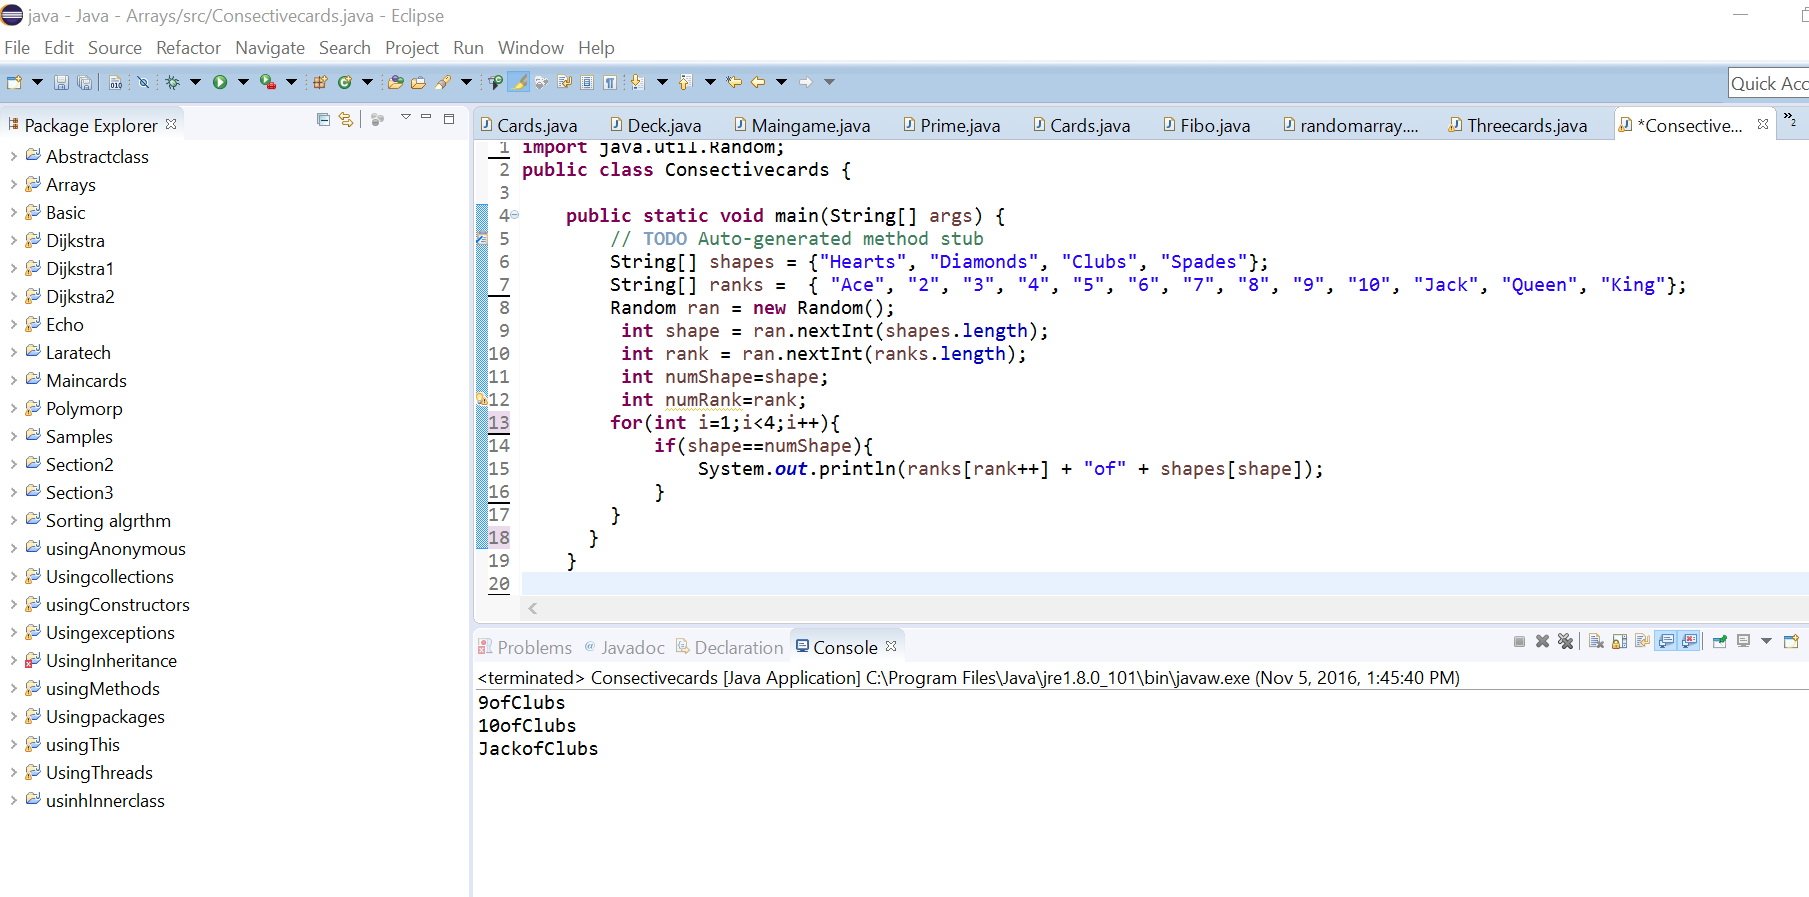 java - Java - Arrays/src/Consectivecards.java - Eclipse
File Edit Source Refactor Navigate Search Project Run Window Help
Quick Acc
Package Explorer
Abstractclass
Arrays
Basic
Dijkstra
Dijkstra1
Dijkstra2
Echo
Laratech
Maincards
Polymorp
Samples
Section2
Section3
Sorting algrthm
usingAnonymous
Usingcollections
usingConstructors
Usingexceptions
UsingInheritance
usingMethods
Usingpackages
usingThis
UsingThreads
usinhInnerclass
Cards.java Deck.java Maingame.java Prime.java Cards.java Fibo.java randomarray.... Threecards.java *Consective... »2
1 import java.util.Random;
2 public class Consectivecards {
3
4 public static void main(String[] args) {
5 // TODO Auto-generated method stub
6 String[] shapes = {"Hearts", "Diamonds", "Clubs", "Spades"};
7 String[] ranks = { "Ace", "2", "3", "4", "5", "6", "7", "8", "9", "10", "Jack", "Queen", "King"};
8 Random ran = new Random();
9 int shape = ran.nextInt(shapes.length);
10 int rank = ran.nextInt(ranks.length);
11 int numShape=shape;
12 int numRank=rank;
13 for(int i=1;i<4;i++){
14 if(shape==numShape){
15 System.out.println(ranks[rank++] + "of" + shapes[shape]);
16 }
17 }
18 }
19 }
20
Problems @ Javadoc Declaration Console
<terminated> Consectivecards [Java Application] C:\Program Files\Java\jre1.8.0_101\bin\javaw.exe (Nov 5, 2016, 1:45:40 PM)
9ofClubs
10ofClubs
JackofClubs